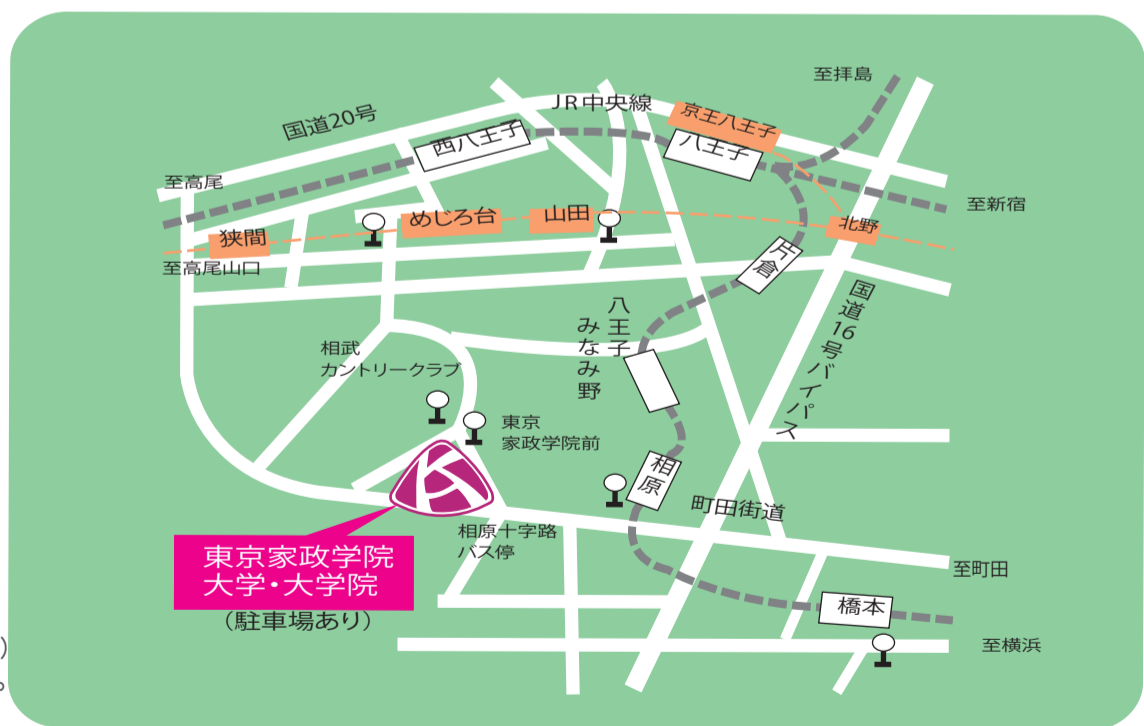 至拝島
JR中央線
京王八王子
国道20号
西八王子
八王子
至高尾
至新宿
めじろ台
山田
北野
狭間
至高尾山口
片倉
国道16号バイパス
八王子
みなみ野
相武
カントリークラブ
東京
家政学院前
相原
町田街道
相原十字路
バス停
東京家政学院
大学・大学院
(駐車場あり)
至町田
橋本
至横浜
)